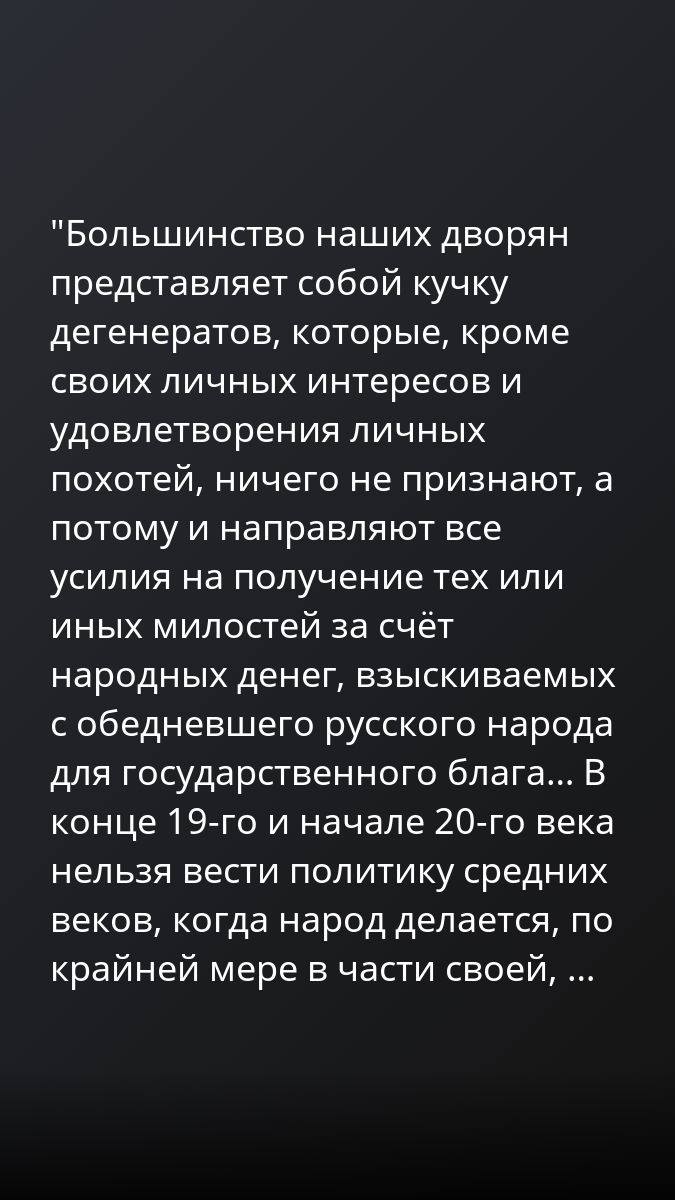 "Большинство наших дворян
представляет собой кучку
дегенератов, которые, кроме
своих личных интересов и
удовлетворения личных
похотей, ничего не признают, а
потому и направляют все
усилия на получение тех или
иных милостей за счёт
народных денег, взыскиваемых
с обедневшего русского народа
для государственного блага... В
конце 19-го и начале 20-го века
нельзя вести политику средних
веков, когда народ делается, по
крайней мере в части своей, ...